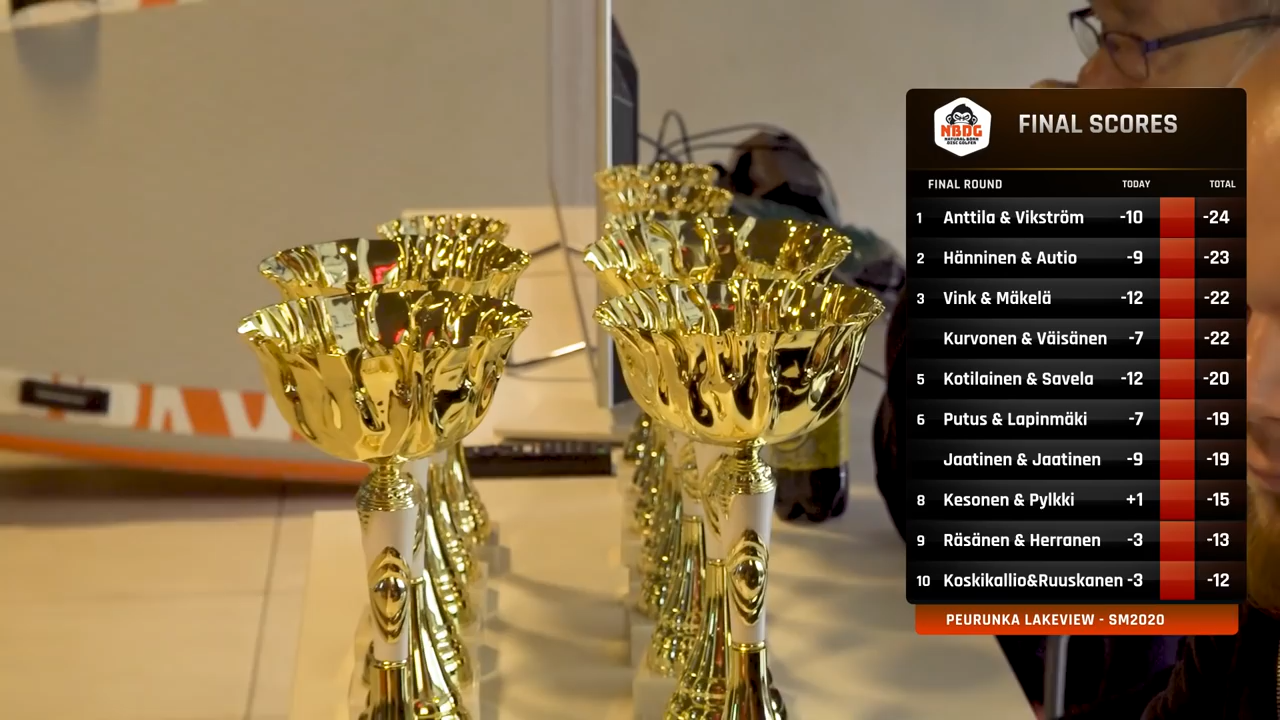 NBDG
NATURAL BORN
DISC GOLFER
FINAL SCORES
FINAL ROUND TODAY TOTAL
1 Anttila & Vikström -10 -24
2 Hänninen & Autio -9 -23
3 Vink & Mäkelä -12 -22
Kurvonen & Väisänen -7 -22
5 Kotilainen & Savela -12 -20
6 Putus & Lapinmäki -7 -19
Jaatinen & Jaatinen -9 -19
8 Kesonen & Pylkki +1 -15
9 Räsänen & Herranen -3 -13
10 Koskikallio&Ruuskanen -3 -12
PEURUNKA LAKEVIEW - SM2020